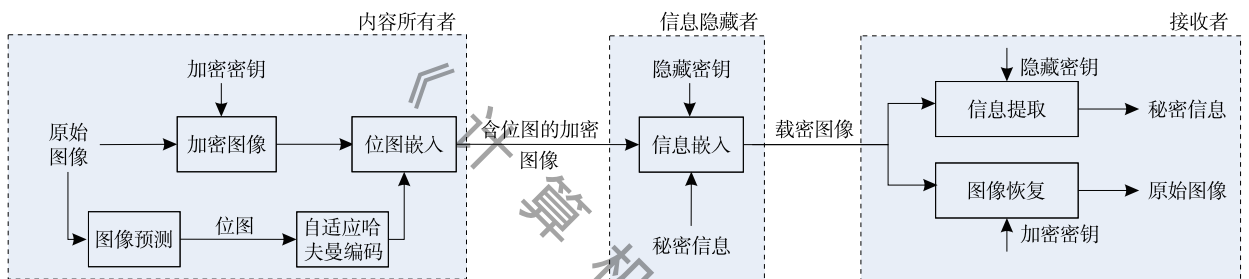 内容所有者
加密密钥
原始
图像
加密图像
位图嵌入
图像预测
位图
自适应哈
夫曼编码
含位图的加密
图像
信息隐藏者
隐藏密钥
信息嵌入
秘密信息
载密图像
接收者
隐藏密钥
信息提取
秘密信息
图像恢复
原始图像
加密密钥
《计算机